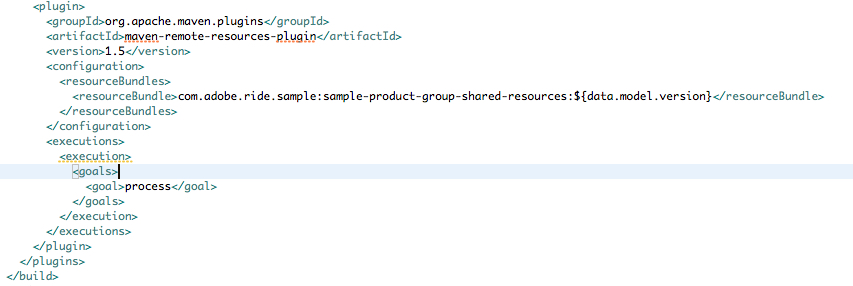 <plugin>
<groupId>org.apache.maven.plugins</groupId>
<artifactId>maven-remote-resources-plugin</artifactId>
<version>1.5</version>
<configuration>
<resourceBundles>
<resourceBundle>com.adobe.ride.sample:sample-product-group-shared-resources:${data.model.version}</resourceBundle>
</resourceBundles>
</configuration>
<executions>
<execution>
<goals>
<goal>process</goal>
</goals>
</execution>
</executions>
</plugin>
</plugins>
</build>